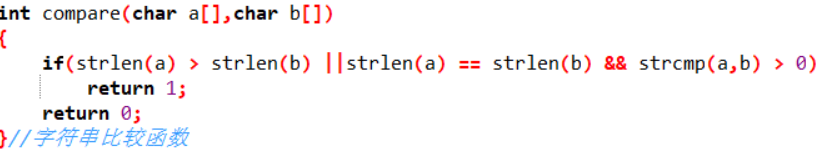 int compare(char a[],char b[])
{
    if(strlen(a) > strlen(b) ||strlen(a) == strlen(b) && strcmp(a,b) > 0)
        return 1;
    return 0;
}//字符串比较函数